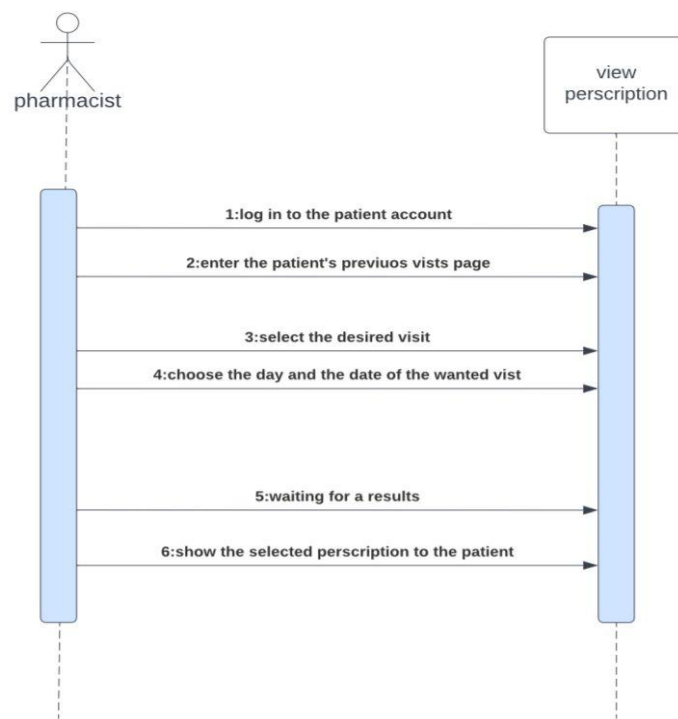 pharmacist
view
perscription
1:log in to the patient account
2:enter the patient's previuos vists page
3:select the desired visit
4:choose the day and the date of the wanted vist
5:waiting for a results
6:show the selected perscription to the patient